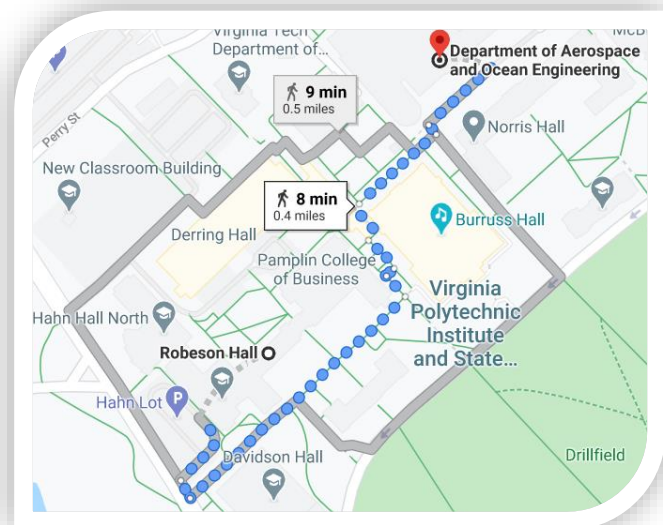 Virginia Tech
Department of...
McB
Department of Aerospace
and Ocean Engineering
9 min
0.5 miles
Perry St
Norris Hall
New Classroom Building
8 min
0.4 miles
Burruss Hall
Derring Hall
Pamplin College
of Business
Virginia
Polytechnic
Institute
and State...
Hahn Hall North
Robeson Hall
P
Hahn Lot
Davidson Hall
Drillfield